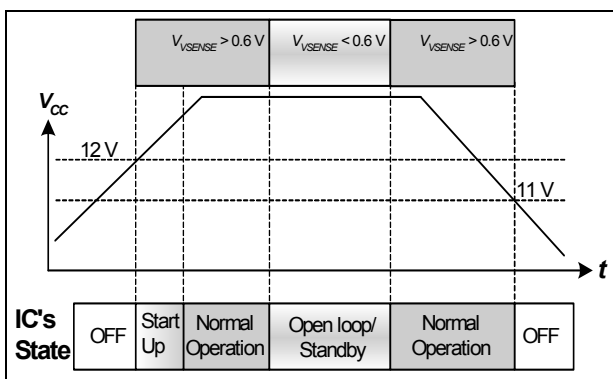 V_VSENSE > 0.6 V V_VSENSE < 0.6 V V_VSENSE > 0.6 V
V_CC
12 V
11 V
t
IC's State
OFF
Start Up
Normal Operation
Open loop/ Standby
Normal Operation
OFF